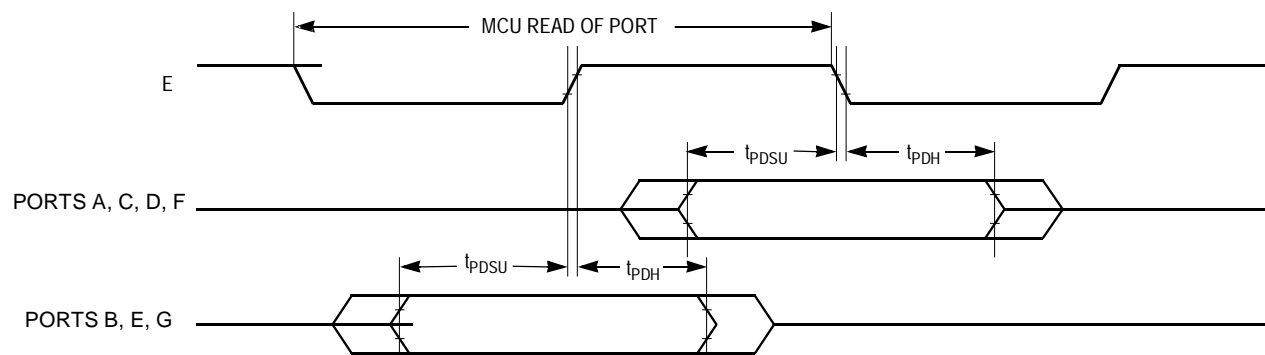 MCU READ OF PORT
E
tPDSU
tPDH
PORTS A, C, D, F
tPDSU
tPDH
PORTS B, E, G